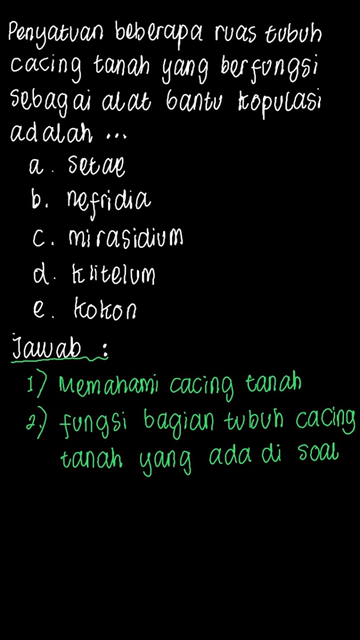 Penyatuan beberapa ruas tubuh
cacing tanah yang berfungsi
sebagai alat bantu kopulasi
adalah ...
a. setae
b. nefridia
c. mirasidium
d. klitelum
e. kokon
Jawab :
1) Memahami cacing tanah
2.) fungsi bagian tubuh cacing
tanah yang ada di soal